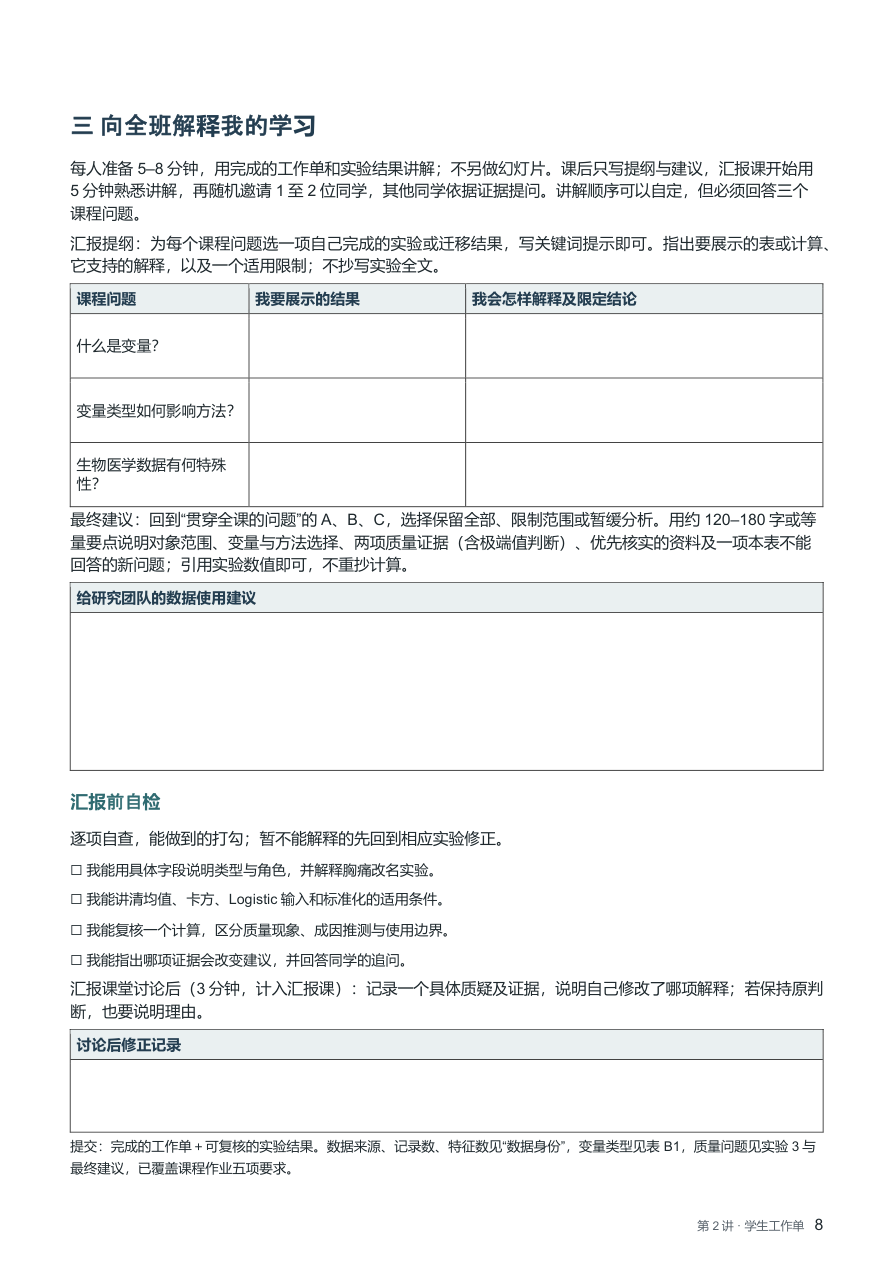 三 向全班解释我的学习
每人准备 5–8 分钟，用完成的工作单和实验结果讲解；不另做幻灯片。课后只写提纲与建议，汇报课开始用
5 分钟熟悉讲解，再随机邀请 1 至 2 位同学，其他同学依据证据提问。讲解顺序可以自定，但必须回答三个
课程问题。
汇报提纲：为每个课程问题选一项自己完成的实验或迁移结果，写关键词提示即可。指出要展示的表或计算、
它支持的解释，以及一个适用限制；不抄写实验全文。
课程问题 我要展示的结果 我会怎样解释及限定结论
什么是变量？
变量类型如何影响方法？
生物医学数据有何特殊
性？
最终建议：回到“贯穿全课的问题”的 A、B、C，选择保留全部、限制范围或暂缓分析。用约 120–180 字或等
量要点说明对象范围、变量与方法选择、两项质量证据（含极端值判断）、优先核实的资料及一项本表不能
回答的新问题；引用实验数值即可，不重抄计算。
给研究团队的数据使用建议
汇报前自检
逐项自查，能做到的打勾；暂不能解释的先回到相应实验修正。
☐ 我能用具体字段说明类型与角色，并解释胸痛改名实验。
☐ 我能讲清均值、卡方、Logistic 输入和标准化的适用条件。
☐ 我能复核一个计算，区分质量现象、成因推测与使用边界。
☐ 我能指出哪项证据会改变建议，并回答同学的追问。
汇报课堂讨论后（3 分钟，计入汇报课）：记录一个具体质疑及证据，说明自己修改了哪项解释；若保持原判
断，也要说明理由。
讨论后修正记录
提交：完成的工作单 + 可复核的实验结果。数据来源、记录数、特征数见“数据身份”，变量类型见表 B1，质量问题见实验 3 与
最终建议，已覆盖课程作业五项要求。
第 2 讲 · 学生工作单 8